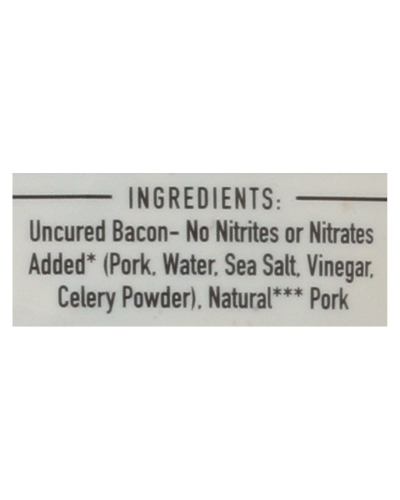 INGREDIENTS:
Uncured Bacon- No Nitrites or Nitrates
Added* (Pork, Water, Sea Salt, Vinegar,
Celery Powder), Natural*** Pork